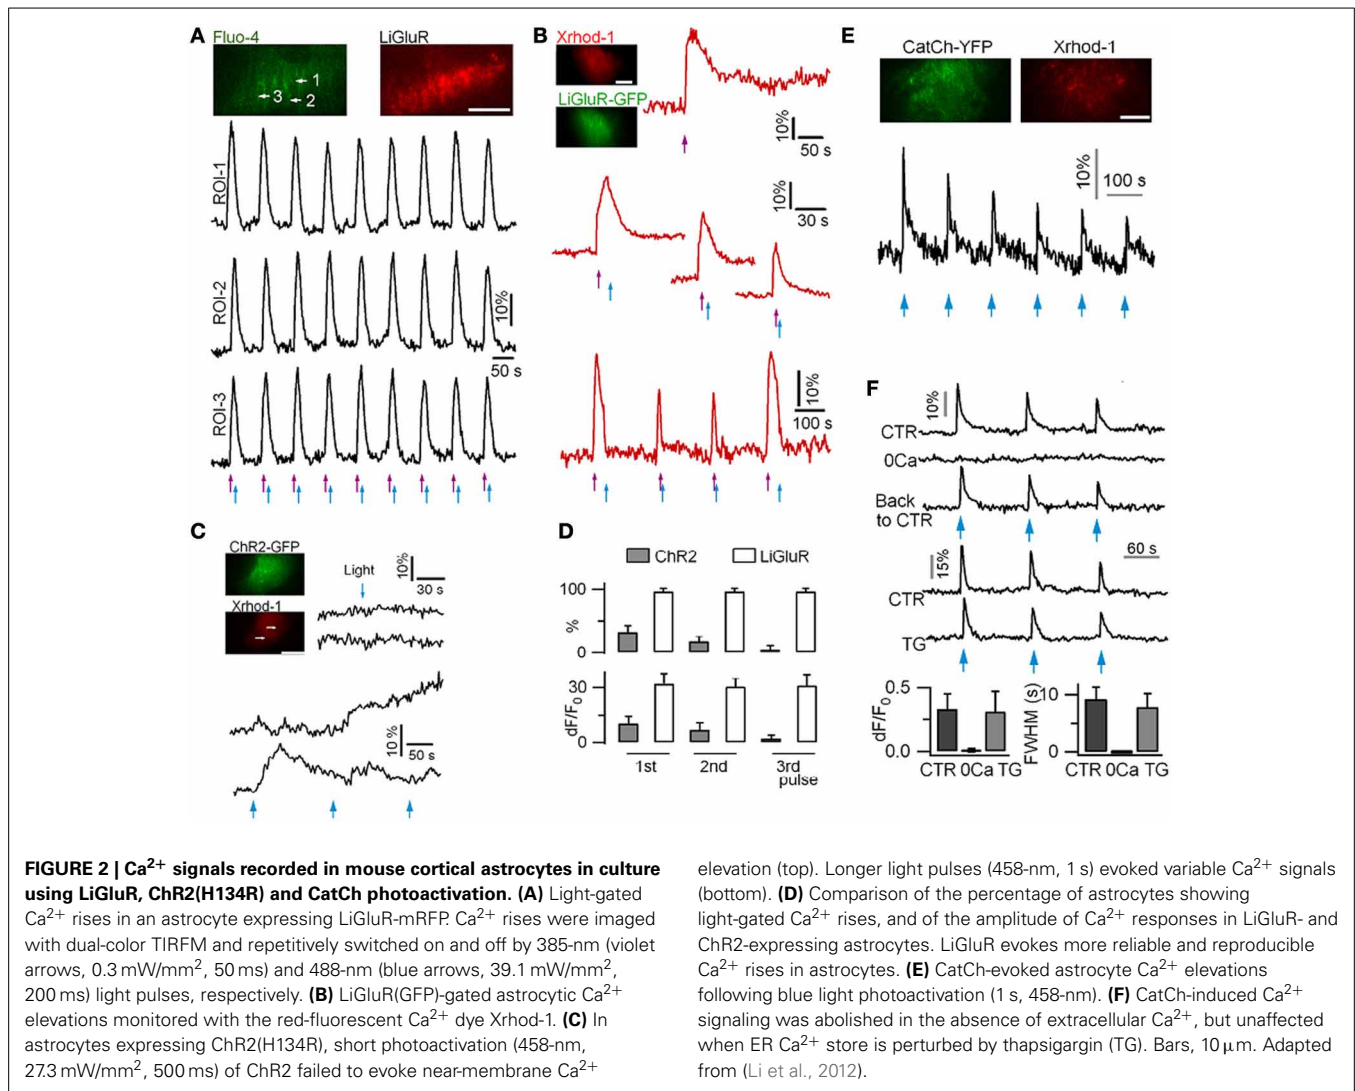 A Fluo-4 LiGluR
1
3 2
ROI-1
ROI-2
10%
50 s
ROI-3
B Xrhod-1
LiGluR-GFP
10%
50 s
10%
30 s
10%
100 s
C
ChR2-GFP
Light
10%
30 s
Xrhod-1
10 %
50 s
D
ChR2 LiGluR
100
%
0
30
dF/F0
0
1st 2nd 3rd
pulse
E
CatCh-YFP Xrhod-1
10%
100 s
F
10%
CTR
0Ca
Back
to CTR
60 s
15%
CTR
TG
0.5
dF/F0
0.0
CTR 0Ca TG
10
FWHM (s)
0
CTR 0Ca TG
FIGURE 2 | Ca2+ signals recorded in mouse cortical astrocytes in culture
using LiGluR, ChR2(H134R) and CatCh photoactivation. (A) Light-gated
Ca2+ rises in an astrocyte expressing LiGluR-mRFP. Ca2+ rises were imaged
with dual-color TIRFM and repetitively switched on and off by 385-nm (violet
arrows, 0.3 mW/mm2, 50 ms) and 488-nm (blue arrows, 39.1 mW/mm2,
200 ms) light pulses, respectively. (B) LiGluR(GFP)-gated astrocytic Ca2+
elevations monitored with the red-fluorescent Ca2+ dye Xrhod-1. (C) In
astrocytes expressing ChR2(H134R), short photoactivation (458-nm,
27.3 mW/mm2, 500 ms) of ChR2 failed to evoke near-membrane Ca2+
elevation (top). Longer light pulses (458-nm, 1 s) evoked variable Ca2+ signals
(bottom). (D) Comparison of the percentage of astrocytes showing
light-gated Ca2+ rises, and of the amplitude of Ca2+ responses in LiGluR- and
ChR2-expressing astrocytes. LiGluR evokes more reliable and reproducible
Ca2+ rises in astrocytes. (E) CatCh-evoked astrocyte Ca2+ elevations
following blue light photoactivation (1 s, 458-nm). (F) CatCh-induced Ca2+
signaling was abolished in the absence of extracellular Ca2+, but unaffected
when ER Ca2+ store is perturbed by thapsigargin (TG). Bars, 10 μm. Adapted
from (Li et al., 2012).